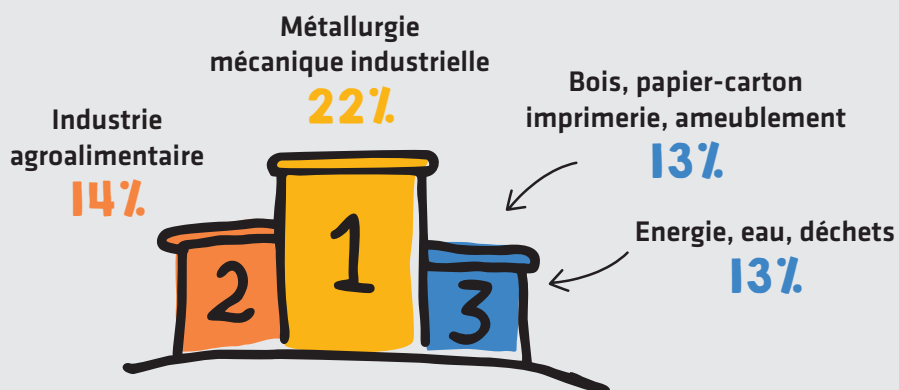 Métallurgie
mécanique industrielle
22%
Industrie
agroalimentaire
14%
Bois, papier-carton
imprimerie, ameublement
13%
Energie, eau, déchets
13%
1
2
3